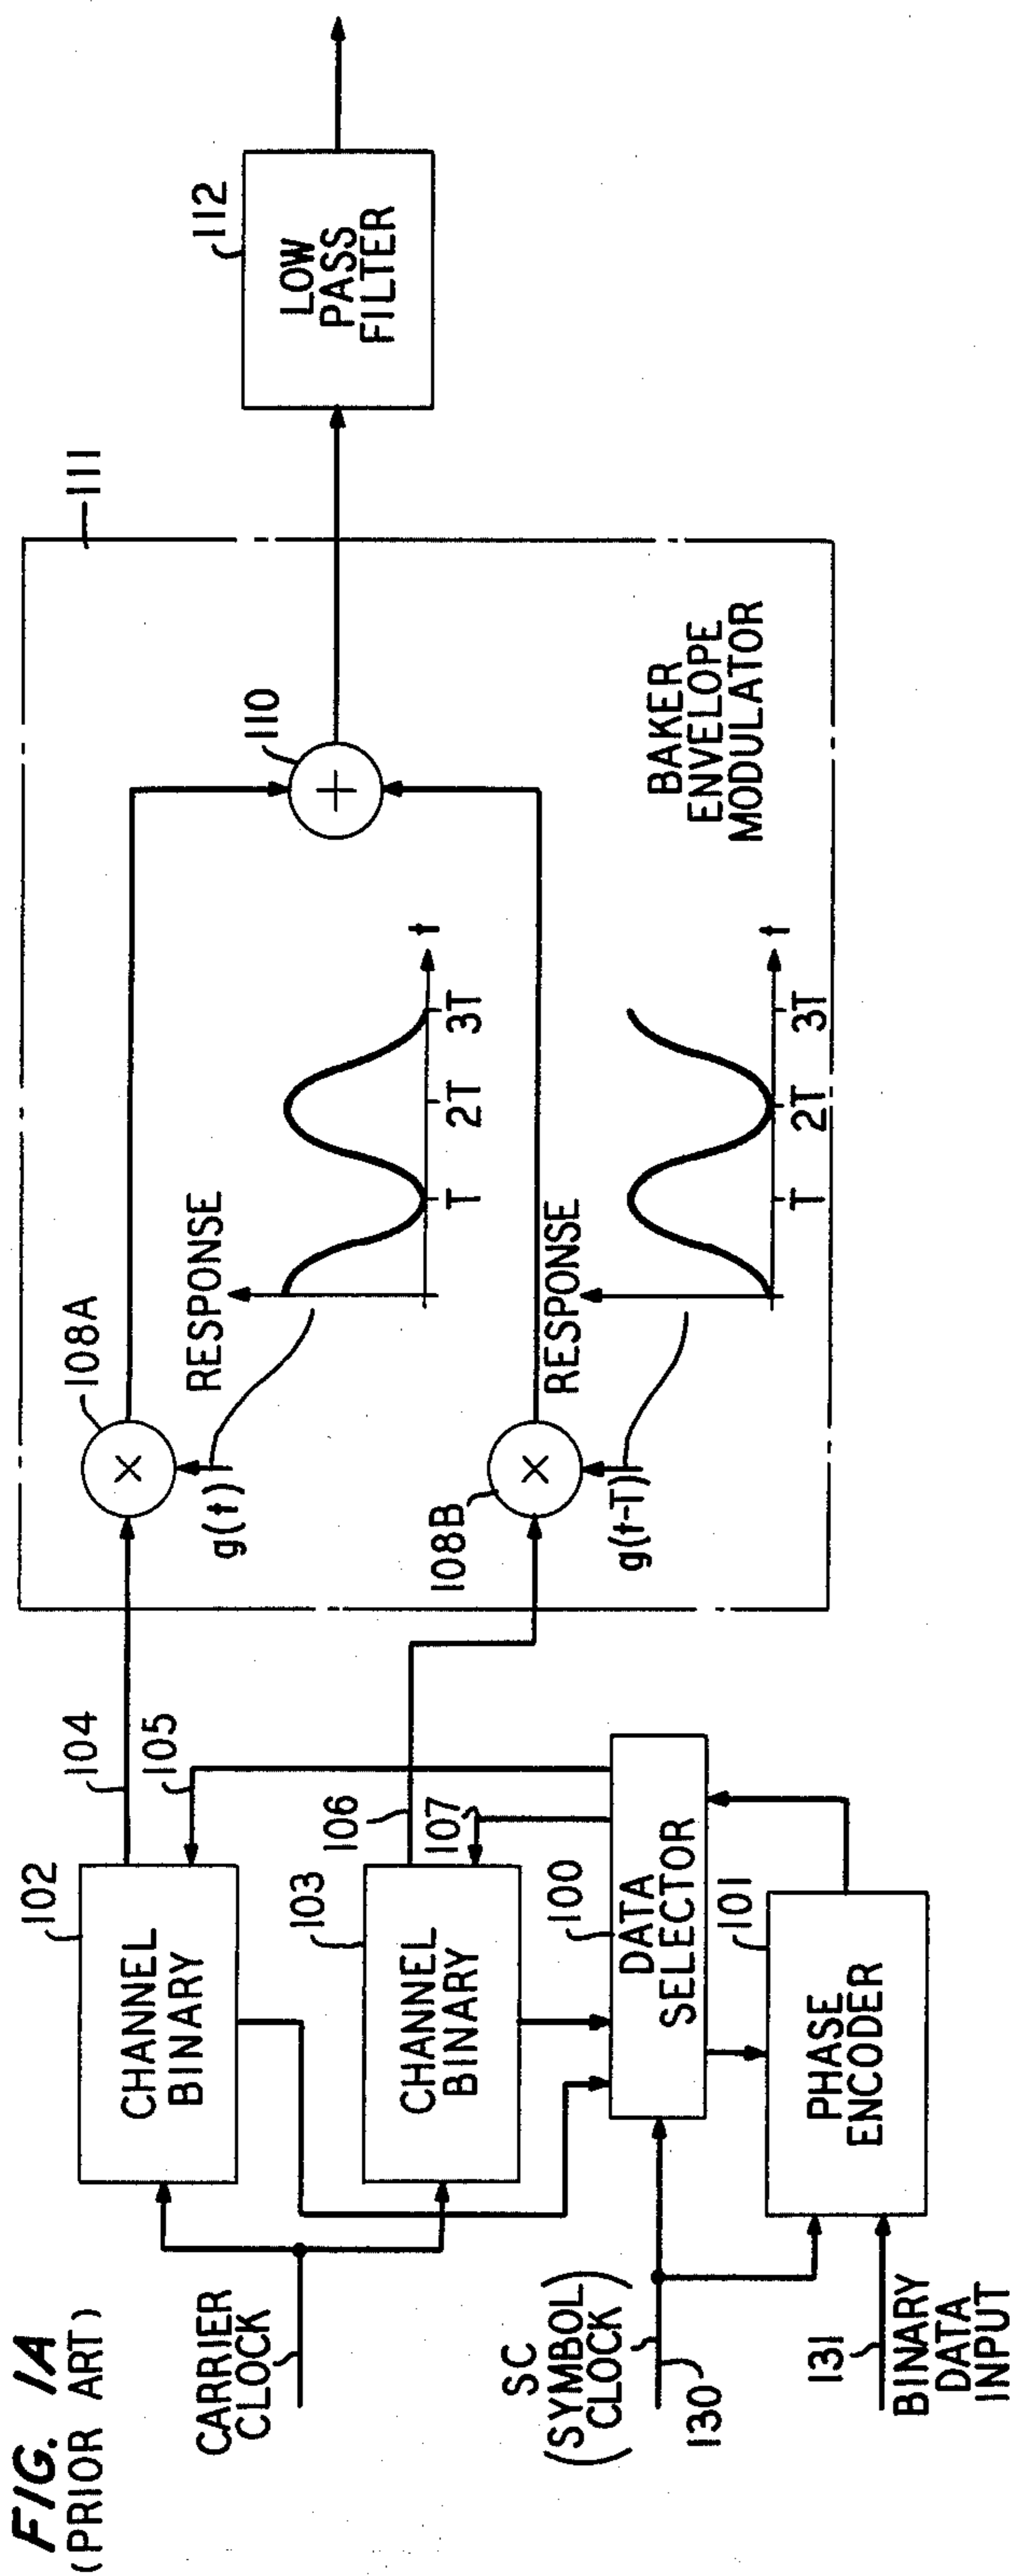 FIG. 1A
(PRIOR ART)
CARRIER
CLOCK
SC
(SYMBOL
CLOCK)
130
131
BINARY
DATA
INPUT
102
CHANNEL
BINARY
103
CHANNEL
BINARY
100
DATA
SELECTOR
101
PHASE
ENCODER
104
105
106
107
108A
×
g(t)
RESPONSE
T
2T
3T
t
108B
×
g(t-T)
RESPONSE
T
2T
3T
t
110
+
BAKER
ENVELOPE
MODULATOR
111
112
LOW
PASS
FILTER